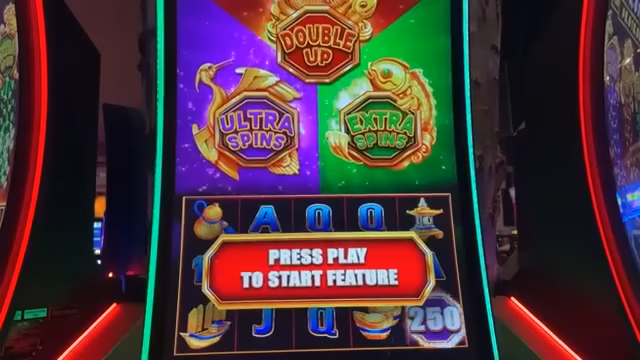 DOUBLE
UP
ULTRA
SPINS
EXTRA
SPINS
A Q Q
PRESS PLAY
TO START FEATURE
J Q
250